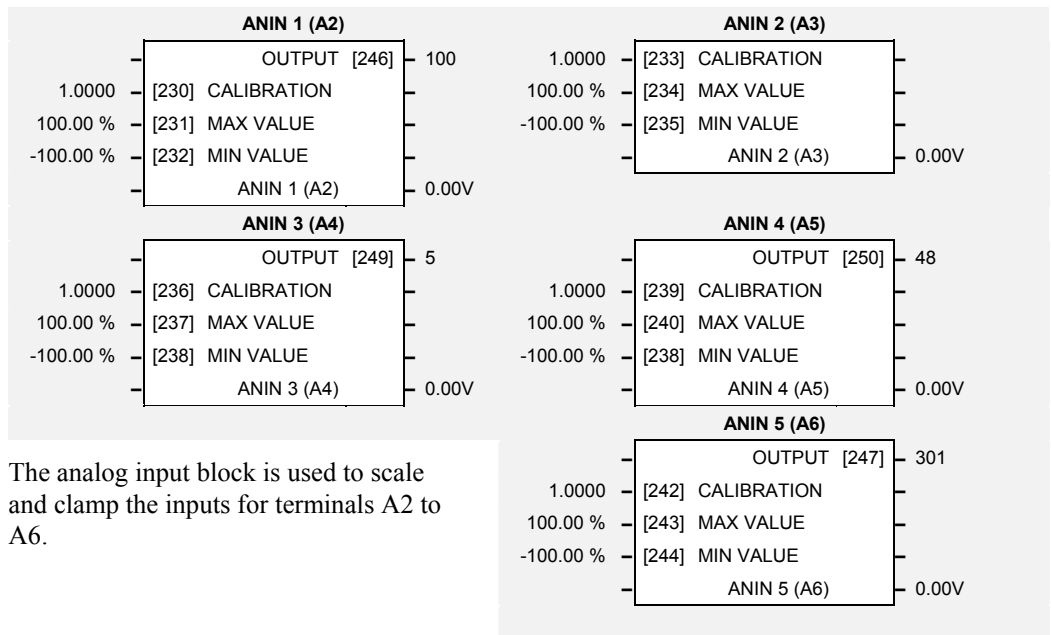 ANIN 1 (A2)
OUTPUT [246] 100
1.0000 [230] CALIBRATION
100.00 % [231] MAX VALUE
-100.00 % [232] MIN VALUE
ANIN 1 (A2) 0.00V
ANIN 2 (A3)
1.0000 [233] CALIBRATION
100.00 % [234] MAX VALUE
-100.00 % [235] MIN VALUE
ANIN 2 (A3) 0.00V
ANIN 3 (A4)
OUTPUT [249] 5
1.0000 [236] CALIBRATION
100.00 % [237] MAX VALUE
-100.00 % [238] MIN VALUE
ANIN 3 (A4) 0.00V
ANIN 4 (A5)
OUTPUT [250] 48
1.0000 [239] CALIBRATION
100.00 % [240] MAX VALUE
-100.00 % [238] MIN VALUE
ANIN 4 (A5) 0.00V
ANIN 5 (A6)
OUTPUT [247] 301
1.0000 [242] CALIBRATION
100.00 % [243] MAX VALUE
-100.00 % [244] MIN VALUE
ANIN 5 (A6) 0.00V
The analog input block is used to scale
and clamp the inputs for terminals A2 to
A6.